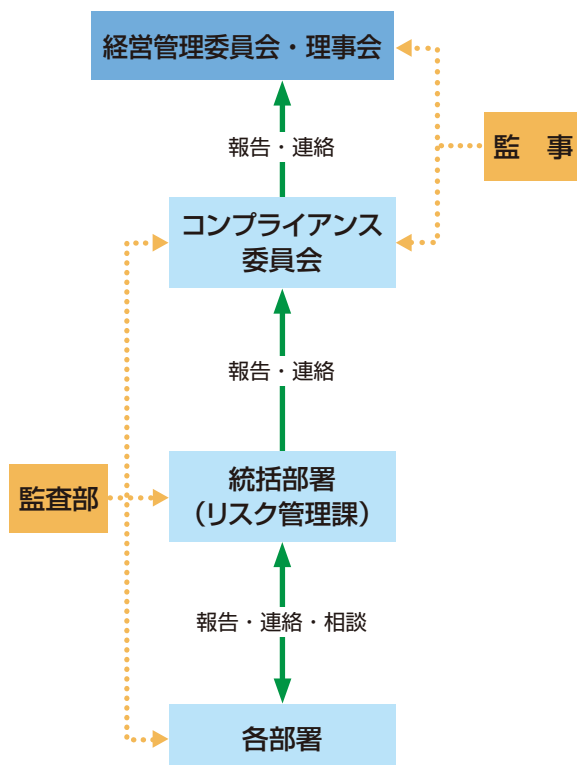 経営管理委員会・理事会
報告・連絡
監　事
コンプライアンス
委員会
報告・連絡
監査部
統括部署
（リスク管理課）
報告・連絡・相談
各部署